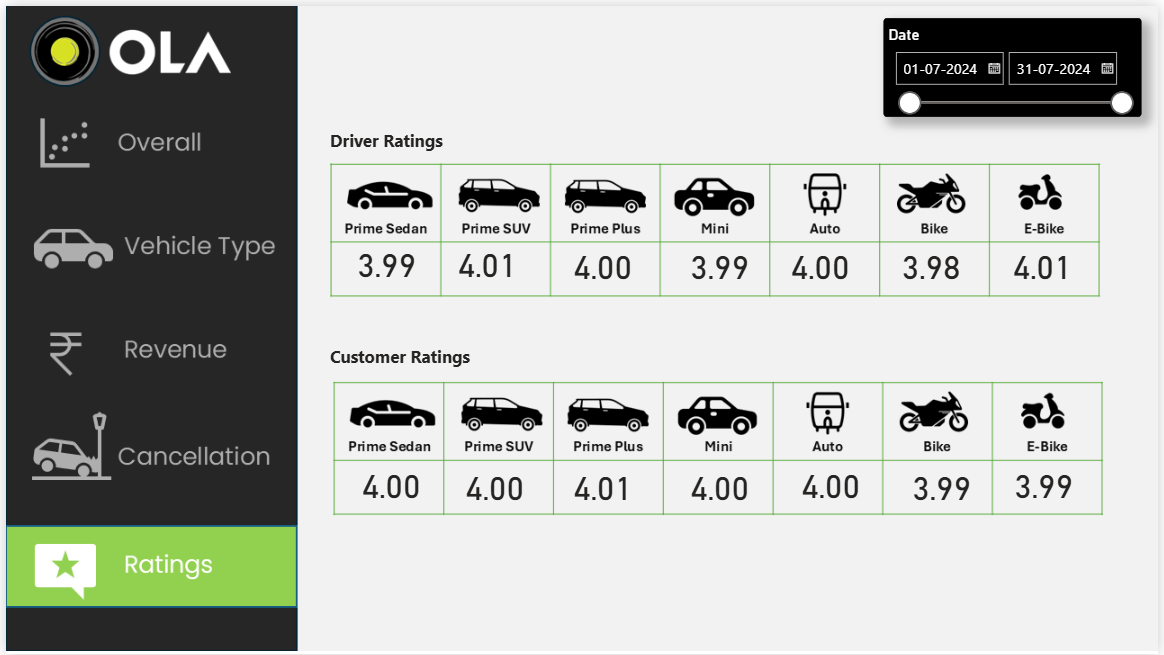 OLA
Overall
Vehicle Type
Revenue
Cancellation
Ratings
Date
01-07-2024 31-07-2024
Driver Ratings
Prime Sedan Prime SUV Prime Plus Mini Auto Bike E-Bike
3.99 4.01 4.00 3.99 4.00 3.98 4.01
Customer Ratings
Prime Sedan Prime SUV Prime Plus Mini Auto Bike E-Bike
4.00 4.00 4.01 4.00 4.00 3.99 3.99